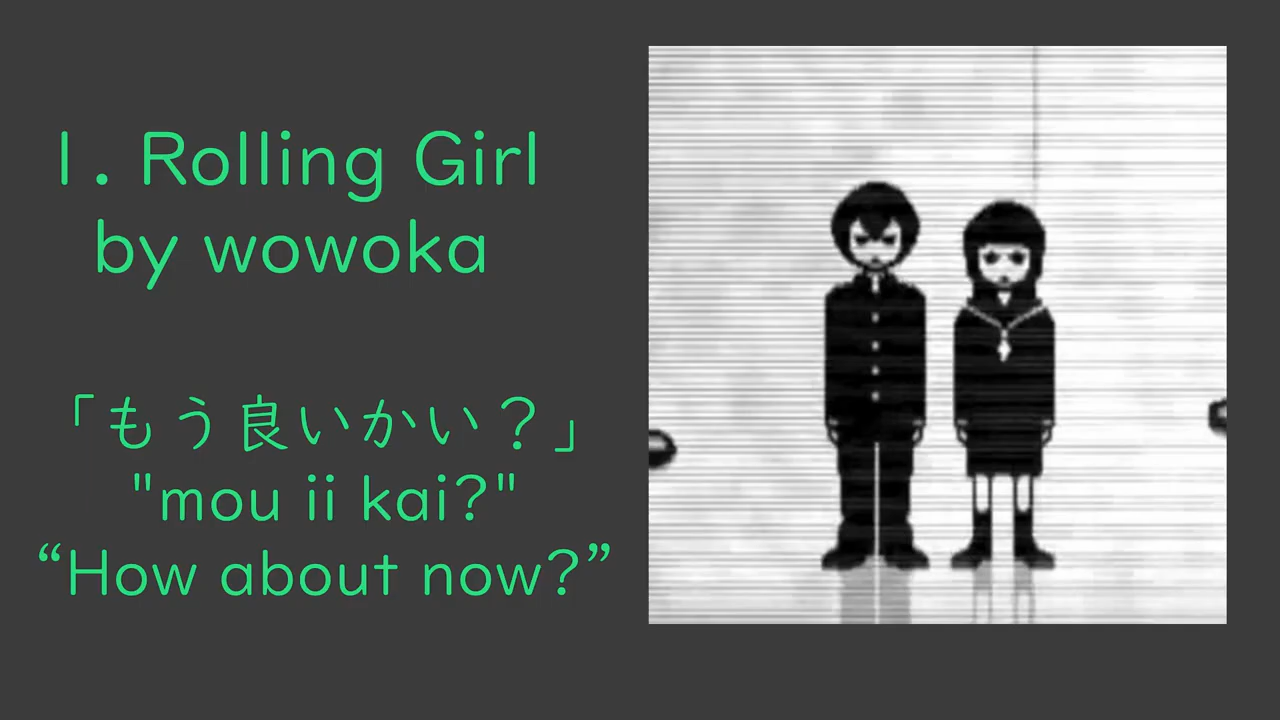 1. Rolling Girl
by wowoka
「もう良いかい？」
"mou ii kai?"
“How about now?”